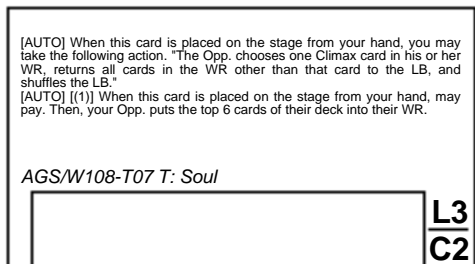 [AUTO] When this card is placed on the stage from your hand, you may
take the following action. "The Opp. chooses one Climax card in his or her
WR, returns all cards in the WR other than that card to the LB, and
shuffles the LB."
[AUTO] [(1)] When this card is placed on the stage from your hand, may
pay. Then, your Opp. puts the top 6 cards of their deck into their WR.
AGS/W108-T07 T: Soul
L3
C2